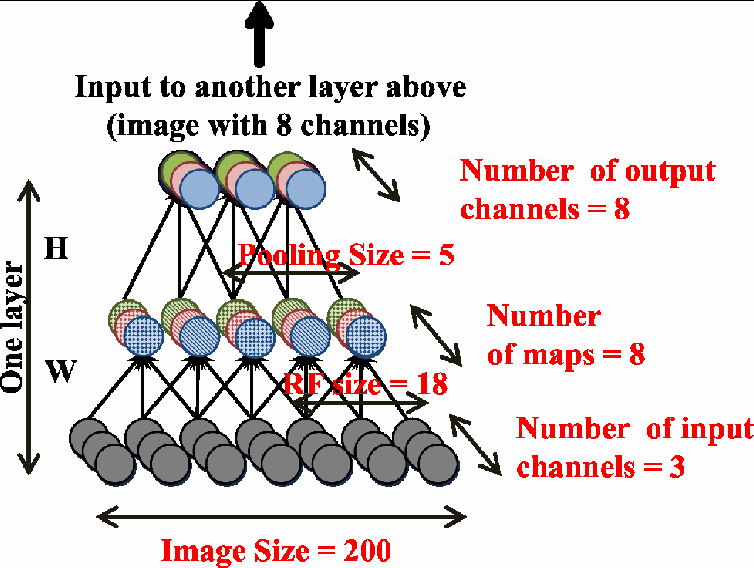 Input to another layer above
(image with 8 channels)
Number of output
channels = 8
H
Pooling Size = 5
One layer
Number
of maps = 8
W
RF size = 18
Number of input
channels = 3
Image Size = 200